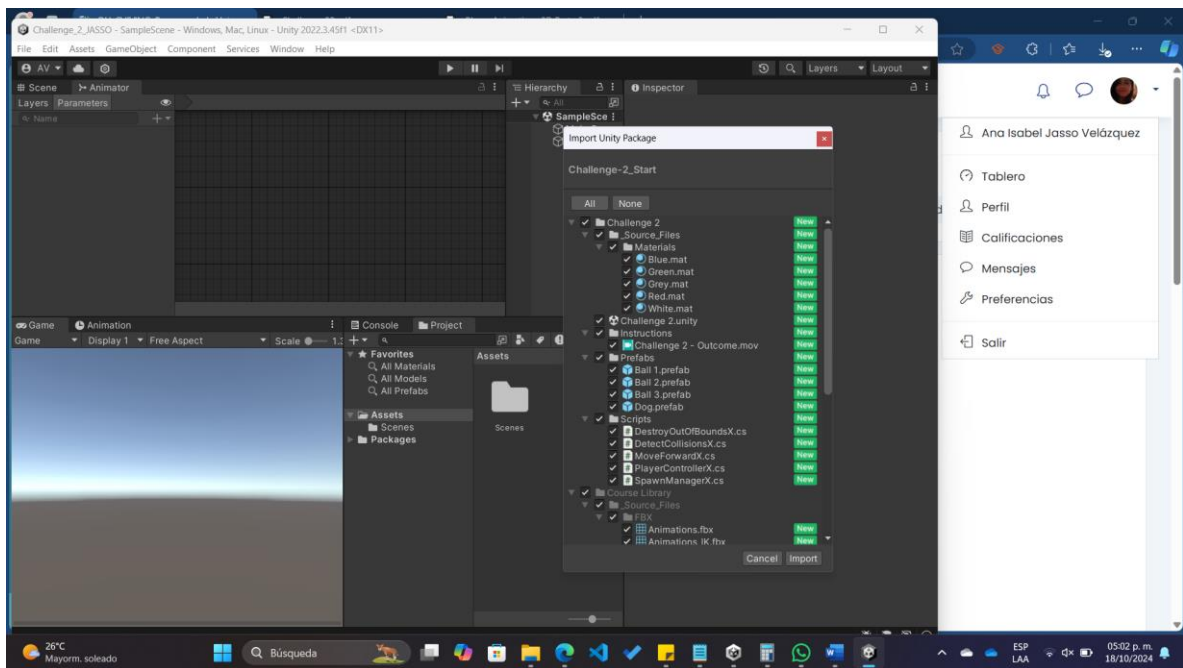 Challenge_2_JASSO - SampleScene - Windows, Mac, Linux - Unity 2022.3.45f1 <DX11>
File Edit Assets GameObject Component Services Window Help
AV
Layers
Layout
Scene
Animator
Layers Parameters
Name
Hierarchy
All
SampleSce
Inspector
Import Unity Package
Challenge-2_Start
All
None
Challenge 2 New
_Source_Files New
Materials New
Blue.mat New
Green.mat New
Grey.mat New
Red.mat New
White.mat New
Challenge 2.unity New
Instructions New
Challenge 2 - Outcome.mov New
Prefabs New
Ball 1.prefab New
Ball 2.prefab New
Ball 3.prefab New
Dog.prefab New
Scripts New
DestroyOutOfBoundsX.cs New
DetectCollisionsX.cs New
MoveForwardX.cs New
PlayerControllerX.cs New
SpawnManagerX.cs New
Course Library
_Source_Files
FBX
Animations.fbx New
Animations_IK.fbx New
Cancel
Import
Game
Animation
Game Display 1 Free Aspect Scale 1.
Console
Project
Favorites
All Materials
All Models
All Prefabs
Assets
Scenes
Packages
Assets
Scenes
Ana Isabel Jasso Velázquez
Tablero
Perfil
Calificaciones
Mensajes
Preferencias
Salir
26°C
Mayorm. soleado
Búsqueda
ESP
LAA
05:02 p. m.
18/10/2024